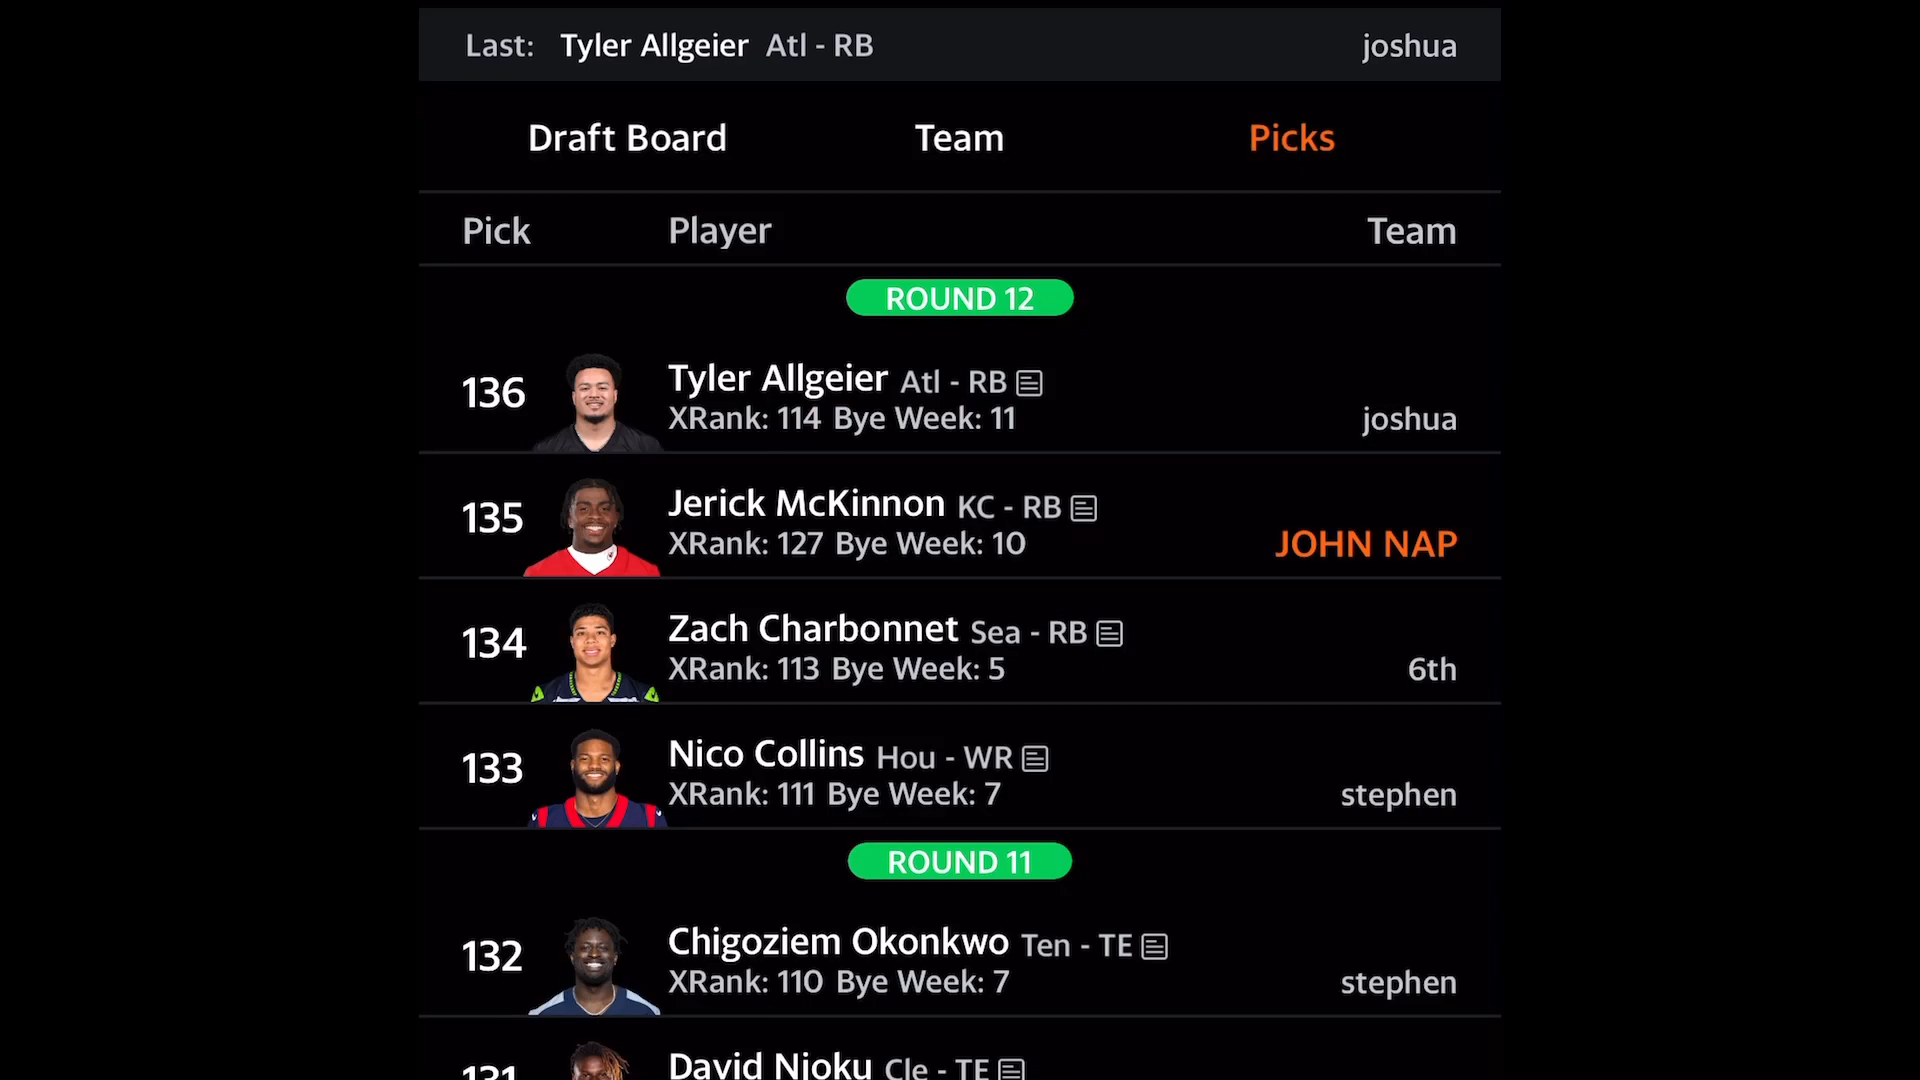 Last: Tyler Allgeier Atl - RB joshua
Draft Board Team Picks
Pick Player Team
ROUND 12
136 Tyler Allgeier Atl - RB
XRank: 114 Bye Week: 11 joshua
135 Jerick McKinnon KC - RB
XRank: 127 Bye Week: 10 JOHN NAP
134 Zach Charbonnet Sea - RB
XRank: 113 Bye Week: 5 6th
133 Nico Collins Hou - WR
XRank: 111 Bye Week: 7 stephen
ROUND 11
132 Chigoziem Okonkwo Ten - TE
XRank: 110 Bye Week: 7 stephen
131 David Njoku Cle - TE